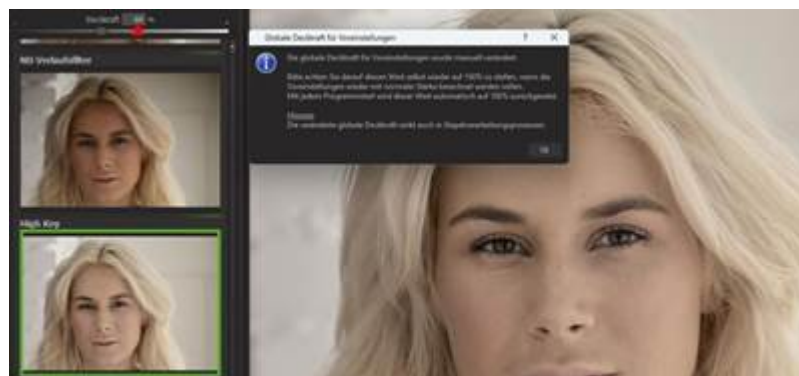 Deckkraft %
Globale Deckkraft für Voreinstellungen ? X
ND Verlaufsfilter
Die globale Deckkraft für Voreinstellungen wurde manuell verändert.
Bitte achten Sie darauf diesen Wert selbst wieder auf 100% zu stellen, wenn die
Voreinstellungen wieder mit normaler Stärke berechnet werden sollen.
Mit jedem Programmstart wird dieser Wert automatisch auf 100% zurückgesetzt.
Hinweis
Die veränderte globale Deckkraft wirkt auch in Stapelverarbeitungsprozessen.
OK
High Key